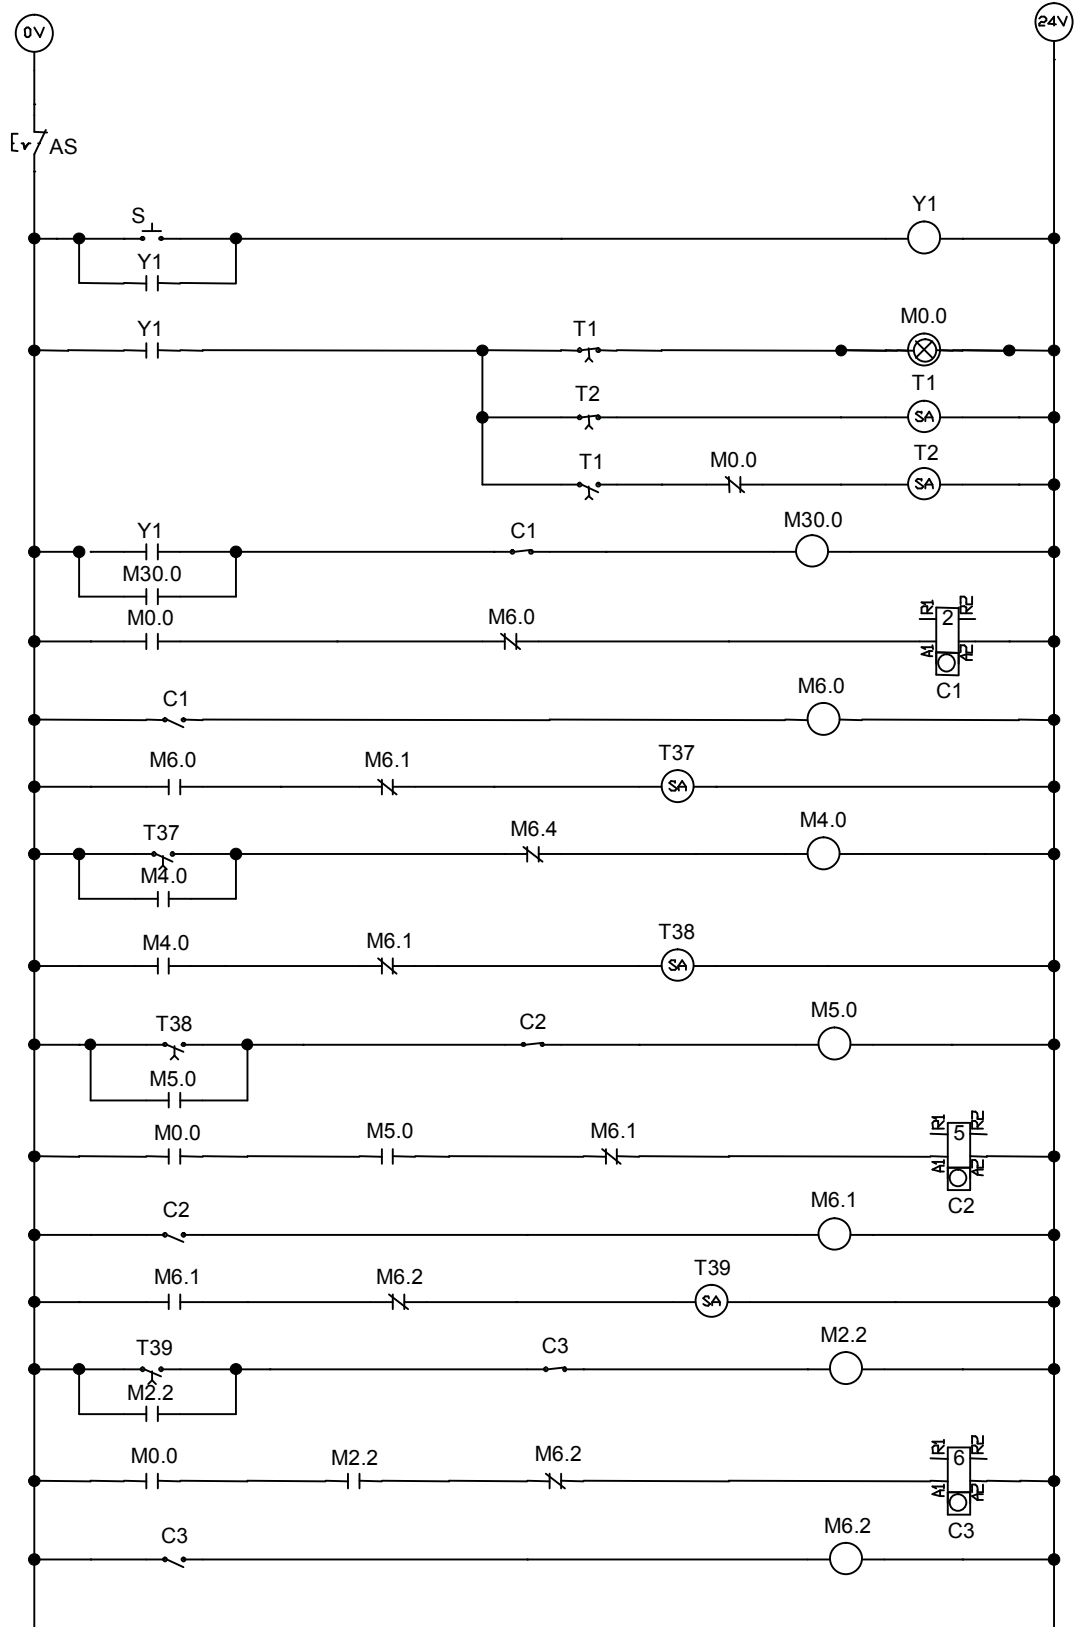 0V 24V
AS
S Y1
Y1
Y1 T1 M0.0
T2 T1
SA
T1 M0.0 T2
SA
Y1 C1 M30.0
M30.0
M0.0 M6.0 R1 2 R2
A1 A2
C1
C1 M6.0
M6.0 M6.1 T37
SA
T37 M6.4 M4.0
M4.0
M4.0 M6.1 T38
SA
T38 C2 M5.0
M5.0
M0.0 M5.0 M6.1 R1 5 R2
A1 A2
C2
C2 M6.1
M6.1 M6.2 T39
SA
T39 C3 M2.2
M2.2
M0.0 M2.2 M6.2 R1 6 R2
A1 A2
C3
C3 M6.2